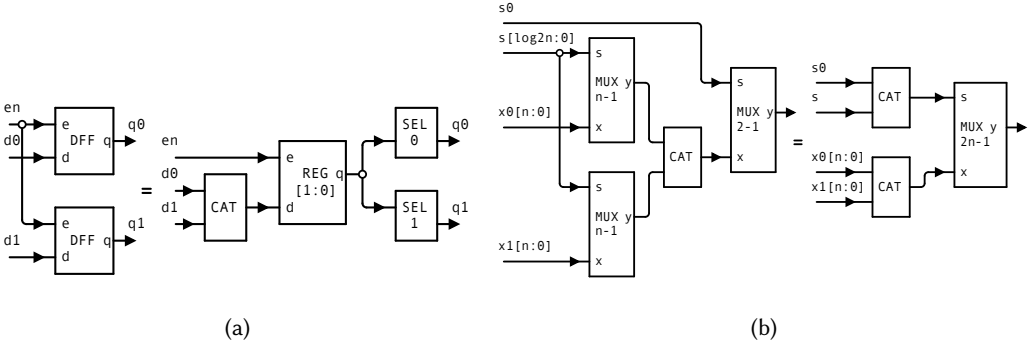 en
e
DFF q
q0
d0
d
e
DFF q
q1
d1
d
=
en
e
REG q
[1:0]
d0
CAT
d
d1
SEL
0
q0
SEL
1
q1
(a)
s0
s[log2n:0]
s
MUX y
n-1
x0[n:0]
x
s
MUX y
n-1
x1[n:0]
x
CAT
s
MUX y
2-1
x
=
s0
s
CAT
x0[n:0]
x1[n:0]
CAT
s
MUX y
2n-1
x
(b)